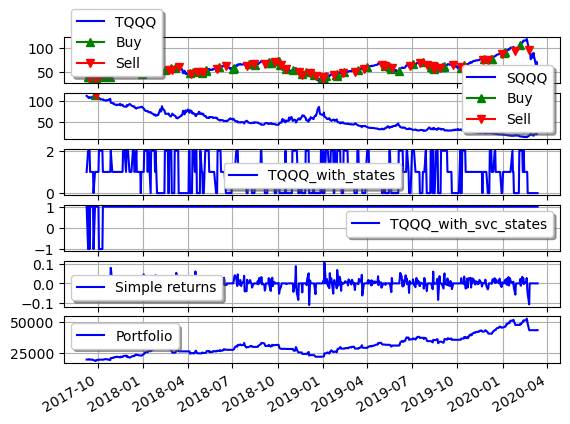 TQQQ
Buy
Sell
100
50
SQQQ
Buy
Sell
100
50
2
0
TQQQ_with_states
1
0
−1
TQQQ_with_svc_states
0.1
0.0
−0.1
Simple returns
50000
25000
Portfolio
2017-10
2018-01
2018-04
2018-07
2018-10
2019-01
2019-04
2019-07
2019-10
2020-01
2020-04